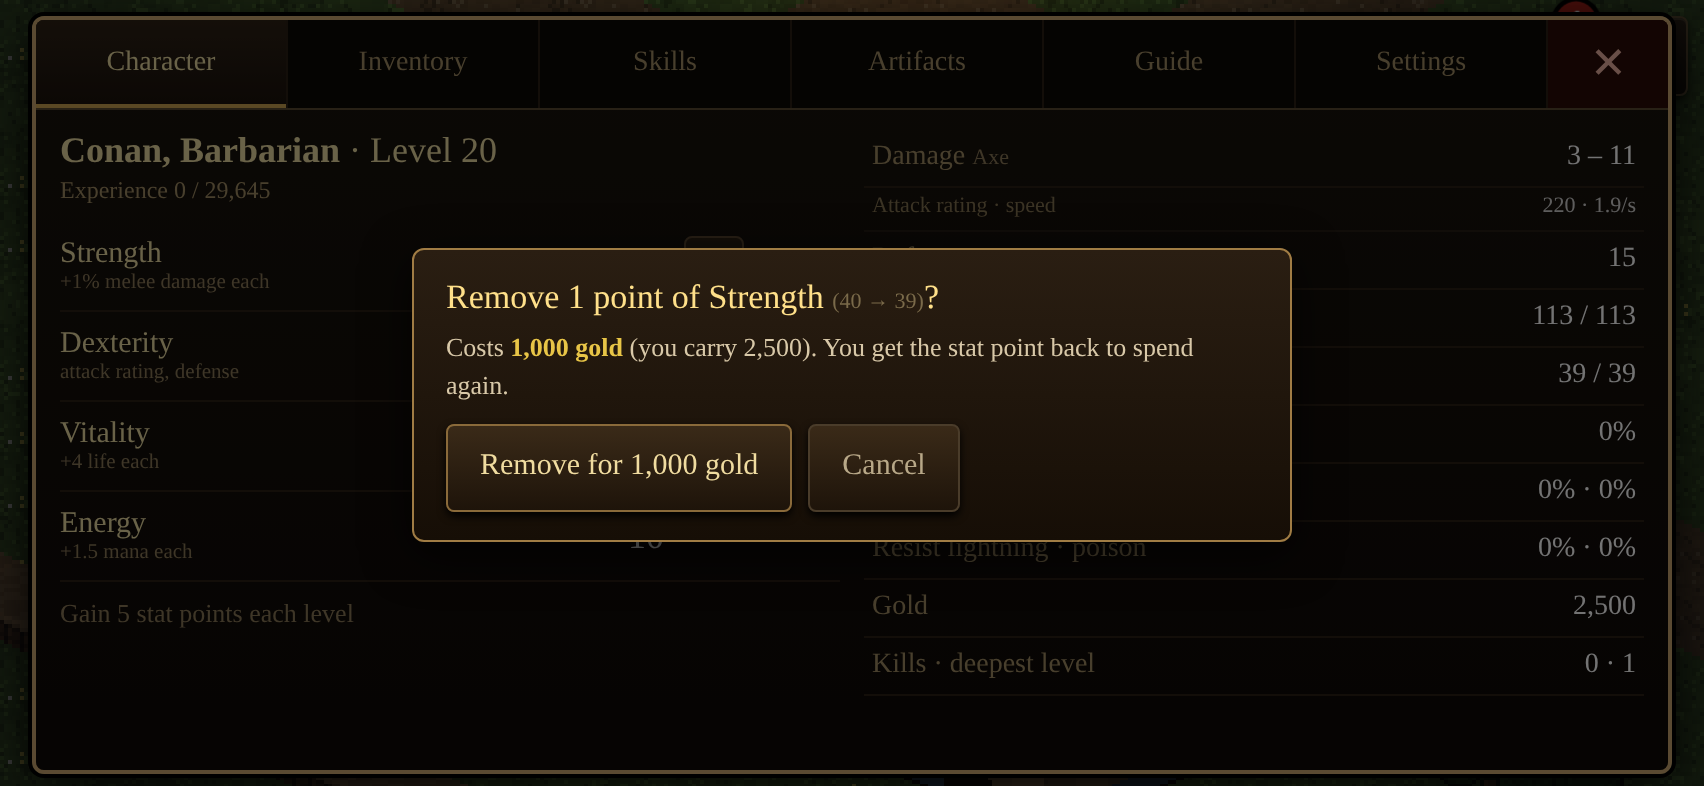 Character
Inventory
Skills
Artifacts
Guide
Settings
✕
Conan, Barbarian · Level 20
Experience 0 / 29,645
Strength
+1% melee damage each
Dexterity
attack rating, defense
Vitality
+4 life each
Energy
+1.5 mana each
Gain 5 stat points each level
Remove 1 point of Strength (40 → 39)?
Costs 1,000 gold (you carry 2,500). You get the stat point back to spend
again.
Remove for 1,000 gold
Cancel
Damage Axe 3 – 11
Attack rating · speed 220 · 1.9/s
15
113 / 113
39 / 39
0%
0% · 0%
Resist lightning · poison 0% · 0%
Gold 2,500
Kills · deepest level 0 · 1